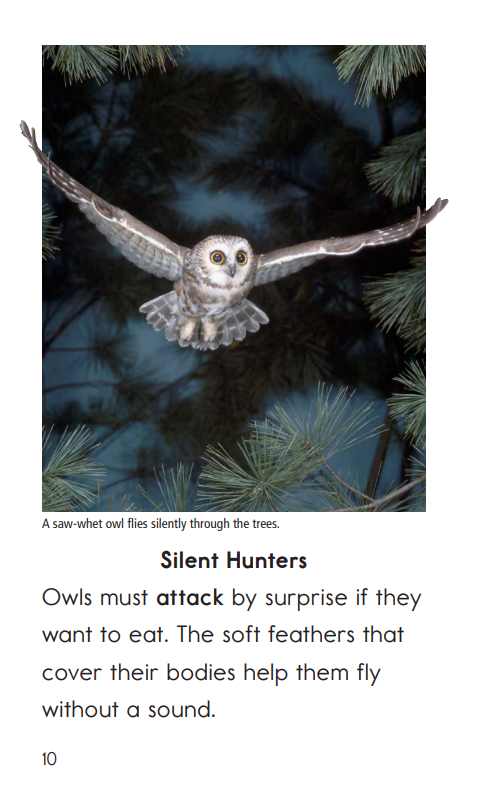 A saw-whet owl flies silently through the trees.
Silent Hunters
Owls must attack by surprise if they
want to eat. The soft feathers that
cover their bodies help them fly
without a sound.
10